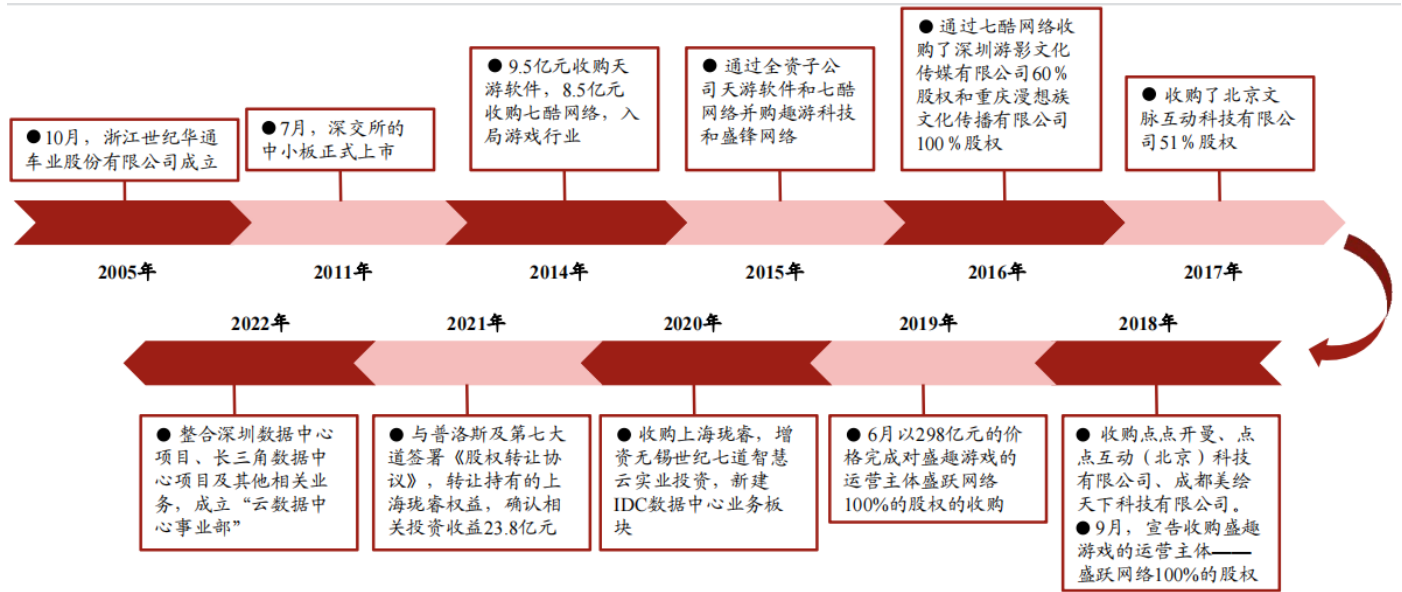 ● 10月，浙江世纪华通
车业股份有限公司成立
● 7月，深交所的
中小板正式上市
● 9.5亿元收购天
游软件，8.5亿元
收购七酷网络，入
局游戏行业
● 通过全资子公
司天游软件和七酷
网络并购趣游科技
和盛锋网络
● 通过七酷网络收
购了深圳游影文化
传媒有限公司60%
股权和重庆漫想族
文化传播有限公司
100%股权
● 收购了北京文
脉互动科技有限公
司51%股权
2005年
2011年
2014年
2015年
2016年
2017年
2022年
2021年
2020年
2019年
2018年
● 整合深圳数据中心
项目、长三角数据中
心项目及其他相关业
务，成立“云数据中
心事业部”
● 与普洛斯及第七大
道签署《股权转让协
议》，转让持有的上
海珑睿权益，确认相
关投资收益23.8亿元
● 收购上海珑睿，增
资无锡世纪七道智慧
云实业投资，新建
IDC数据中心业务板
块
● 6月以298亿元的价
格完成对盛趣游戏的
运营主体盛跃网络
100%的股权的收购
● 收购点点开曼、点
点互动（北京）科技
有限公司、成都美绘
天下科技有限公司。
● 9月，宣告收购盛趣
游戏的运营主体——
盛跃网络100%的股权